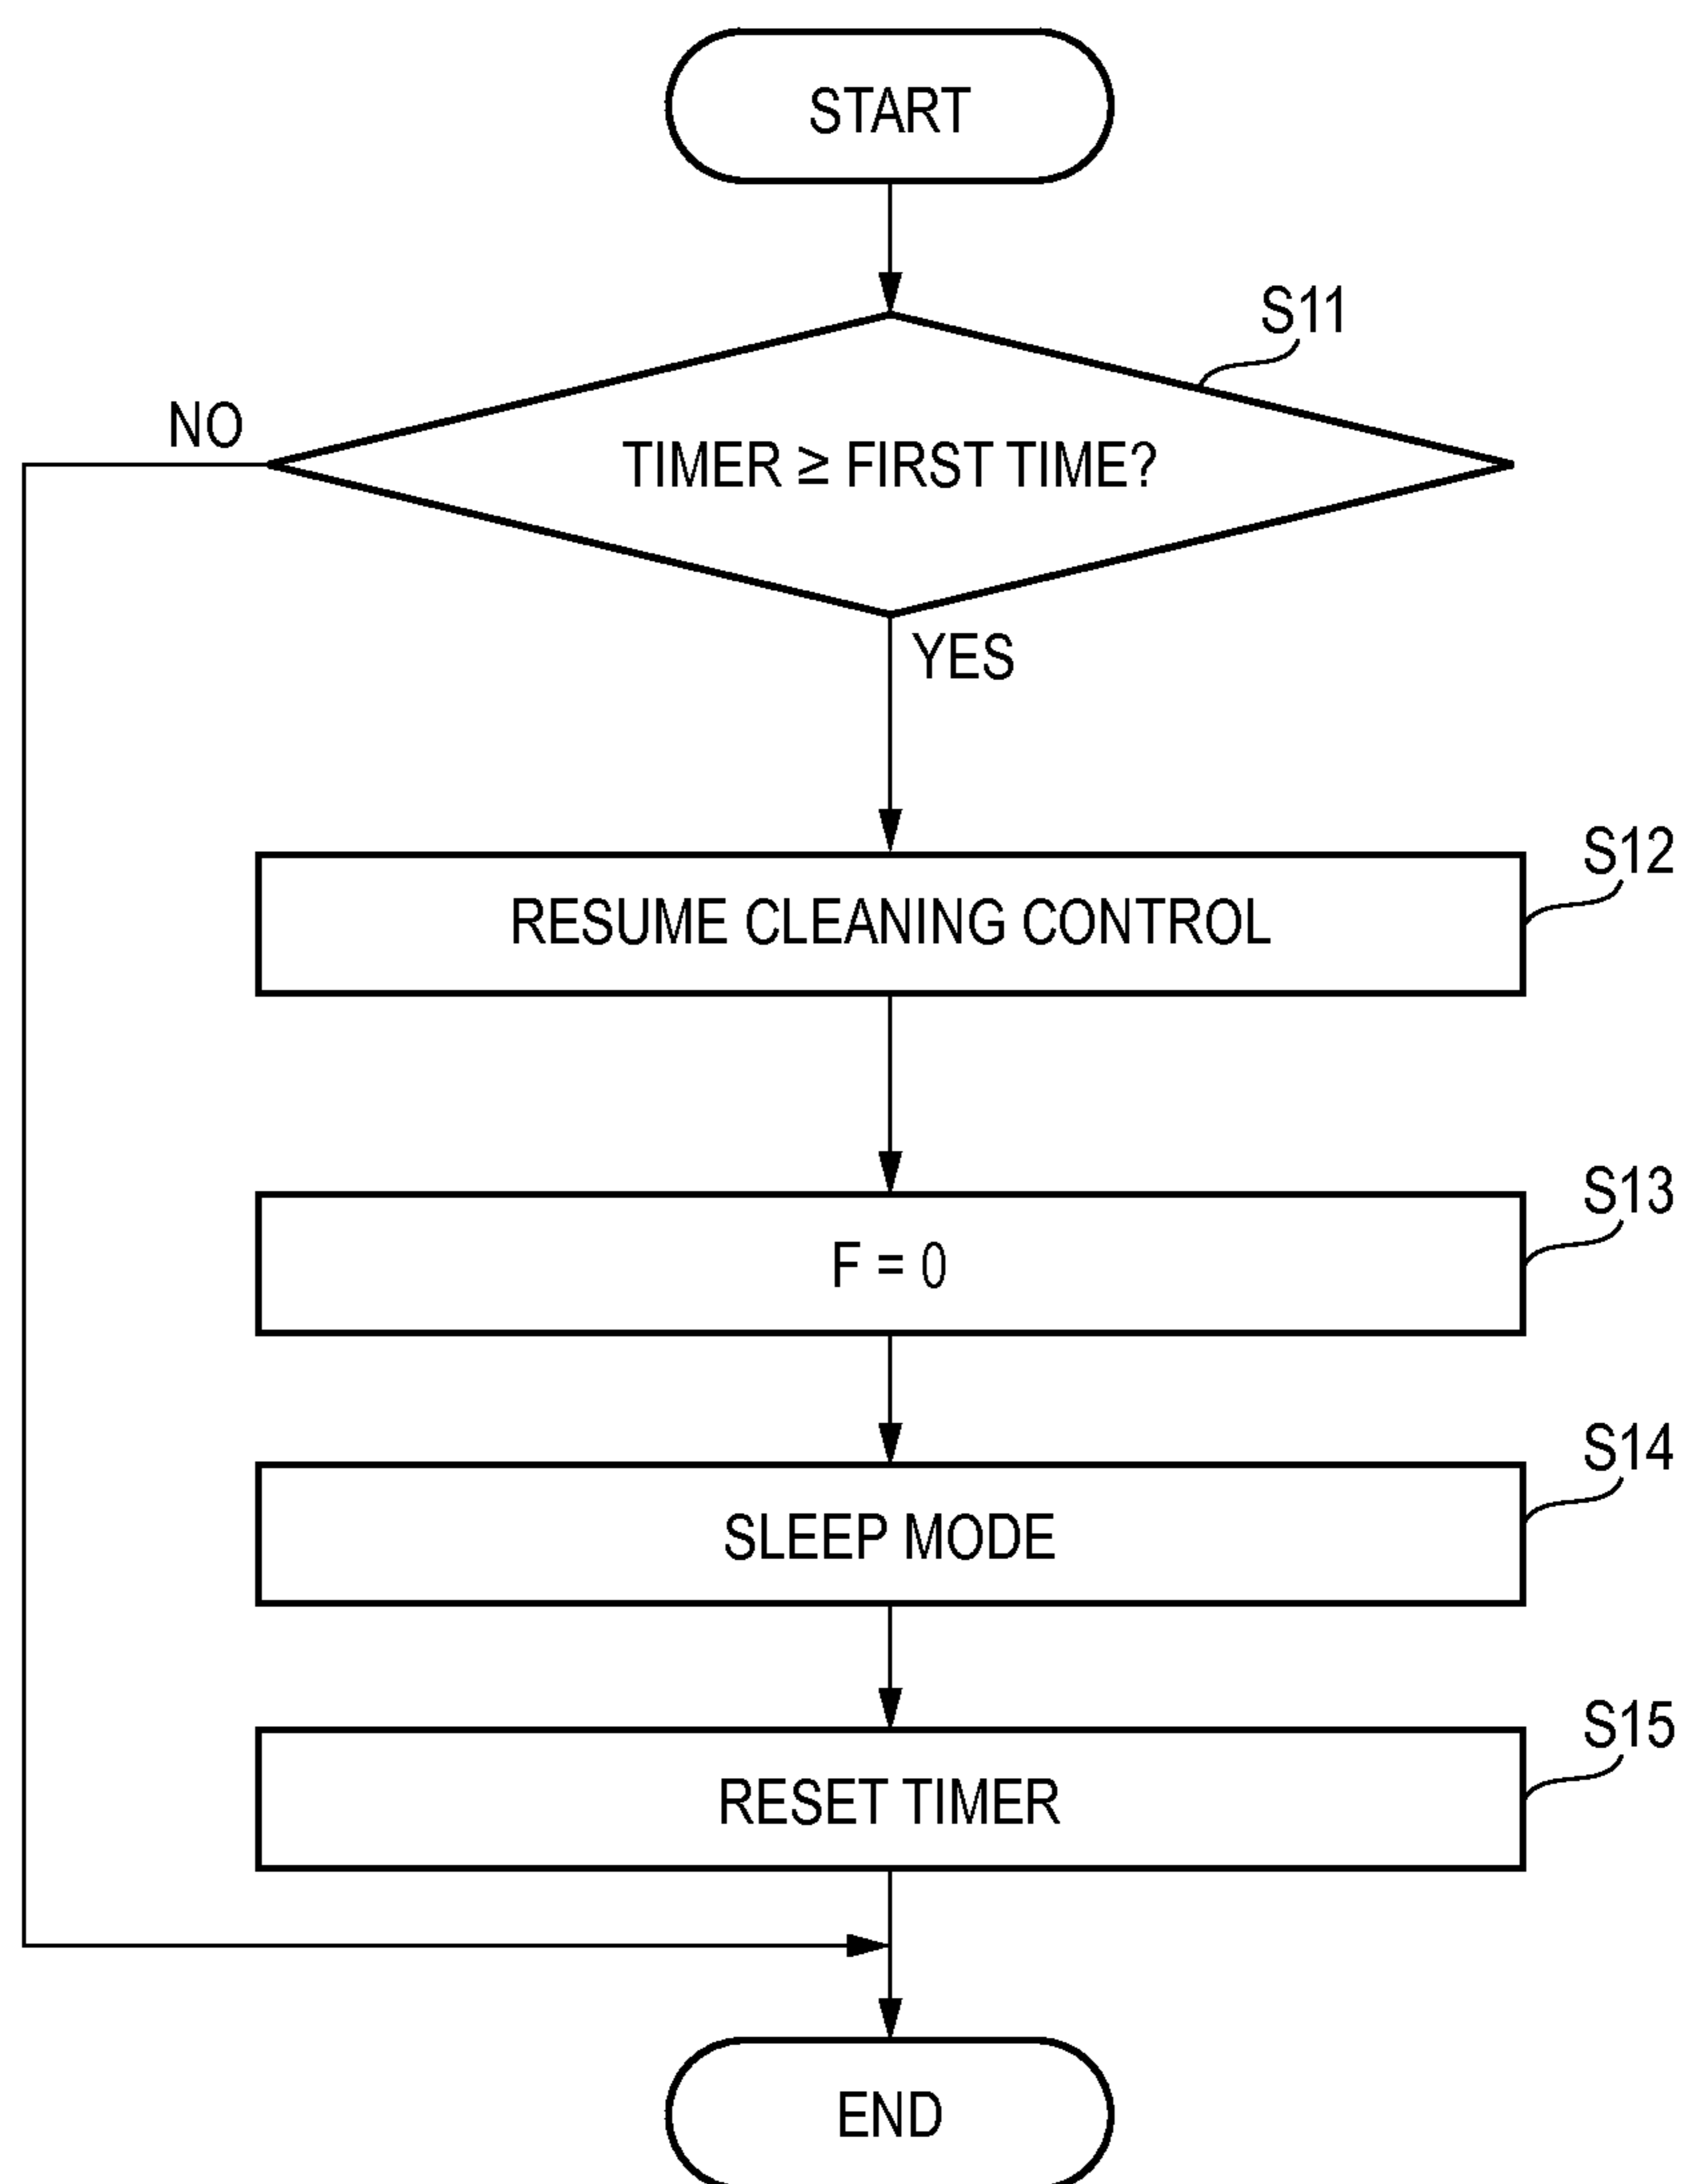 START
S11
NO
TIMER ≥ FIRST TIME?
YES
S12
RESUME CLEANING CONTROL
S13
F = 0
S14
SLEEP MODE
S15
RESET TIMER
END